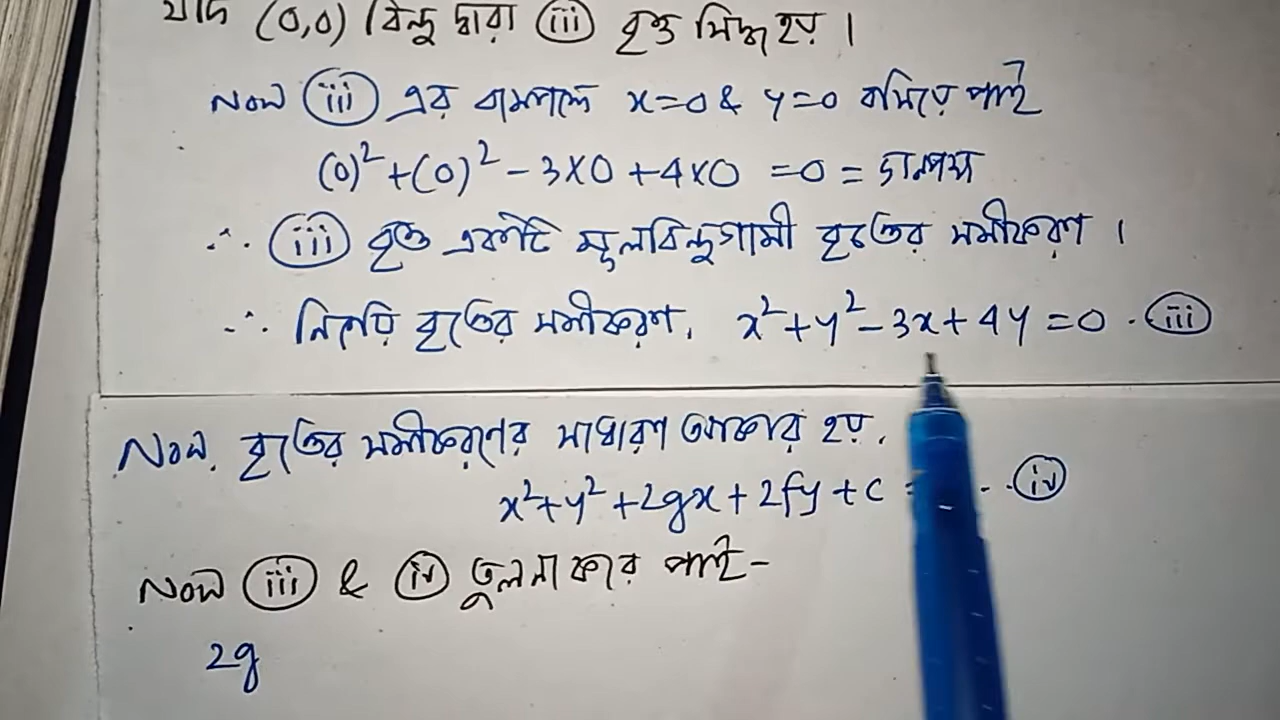 যদি (0,0) বিন্দু দ্বারা (iii) বৃত্ত সিদ্ধ হয় ।
Now (iii) এর বামপক্ষে x=0 & y=0 বসিয়ে পাই
(0)² + (0)² - 3×0 + 4×0 = 0 = ডানপক্ষ
∴ (iii) বৃত্ত একটি মূলবিন্দুগামী বৃত্তের সমীকরণ ।
∴ নির্ণেয় বৃত্তের সমীকরণ, x² + y² - 3x + 4y = 0 . (iii)
Now, বৃত্তের সমীকরণের সাধারণ আকার হয়,
x² + y² + 2gx + 2fy + c = - . (iv)
Now (iii) & (iv) তুলনা করে পাই-
2g